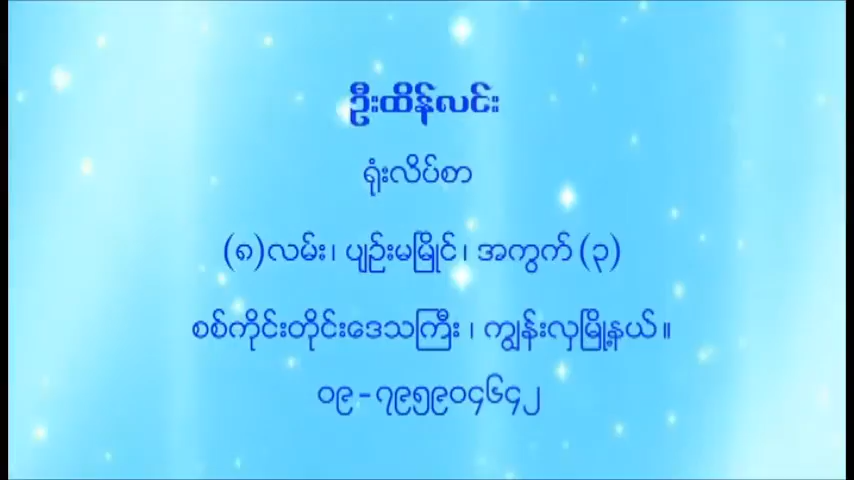 ဦးထိန်လင်း
ရုံးလိပ်စာ
(၈)လမ်း၊ ပျဉ်းမမြိုင်၊ အကွက်(၃)
စစ်ကိုင်းတိုင်းဒေသကြီး၊ ကျွန်းလှမြို့နယ်။
၀၉-၇၉၅၉၀၄၆၄၂